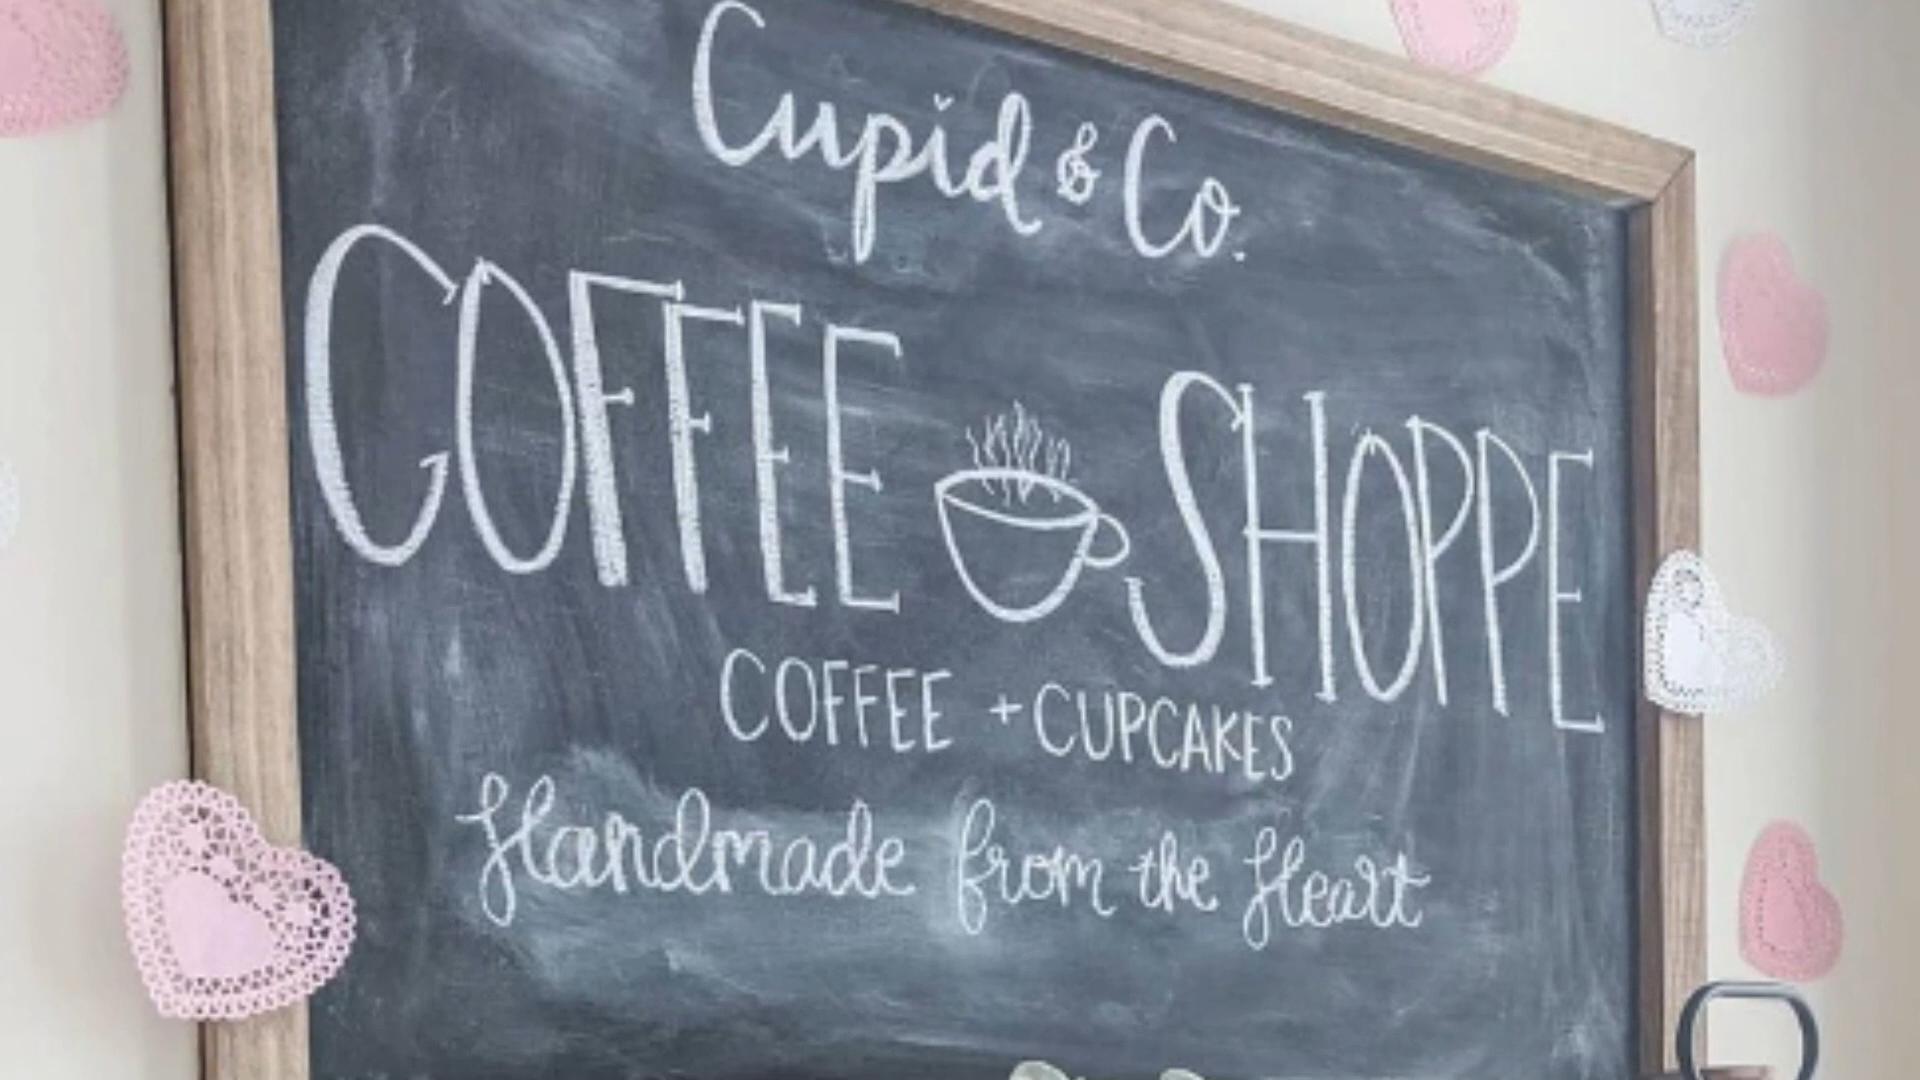 Cupid & Co.
COFFEE SHOPPE
COFFEE + CUPCAKES
Handmade from the Heart